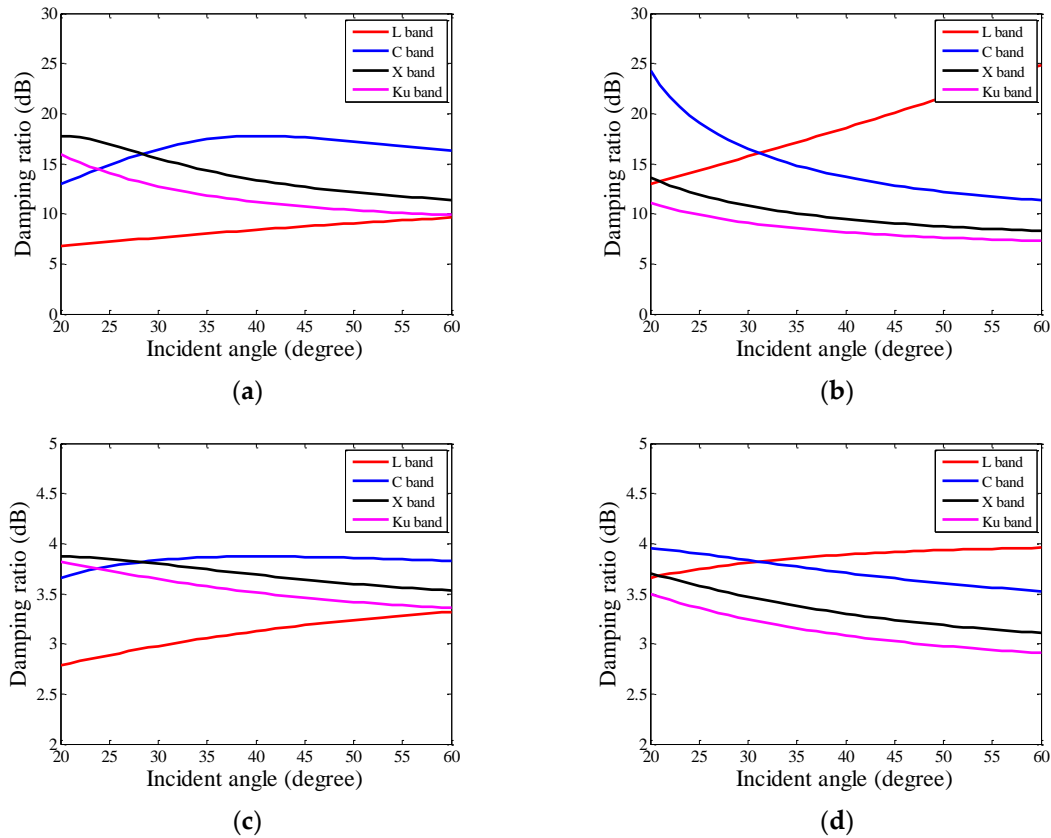 30
25
20
15
10
5
0
Damping ratio (dB)
L band
C band
X band
Ku band
20 25 30 35 40 45 50 55 60
Incident angle (degree)
(a)
30
25
20
15
10
5
0
Damping ratio (dB)
L band
C band
X band
Ku band
20 25 30 35 40 45 50 55 60
Incident angle (degree)
(b)
5
4.5
4
3.5
3
2.5
2
Damping ratio (dB)
L band
C band
X band
Ku band
20 25 30 35 40 45 50 55 60
Incident angle (degree)
(c)
5
4.5
4
3.5
3
2.5
2
Damping ratio (dB)
L band
C band
X band
Ku band
20 25 30 35 40 45 50 55 60
Incident angle (degree)
(d)